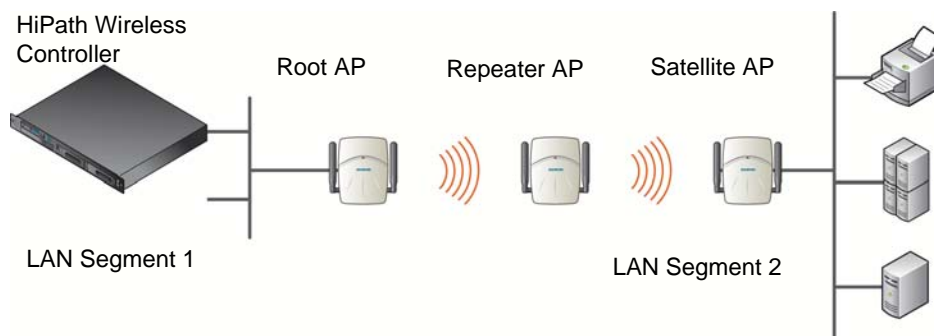 HiPath Wireless
Controller
Root AP
Repeater AP
Satellite AP
LAN Segment 1
LAN Segment 2